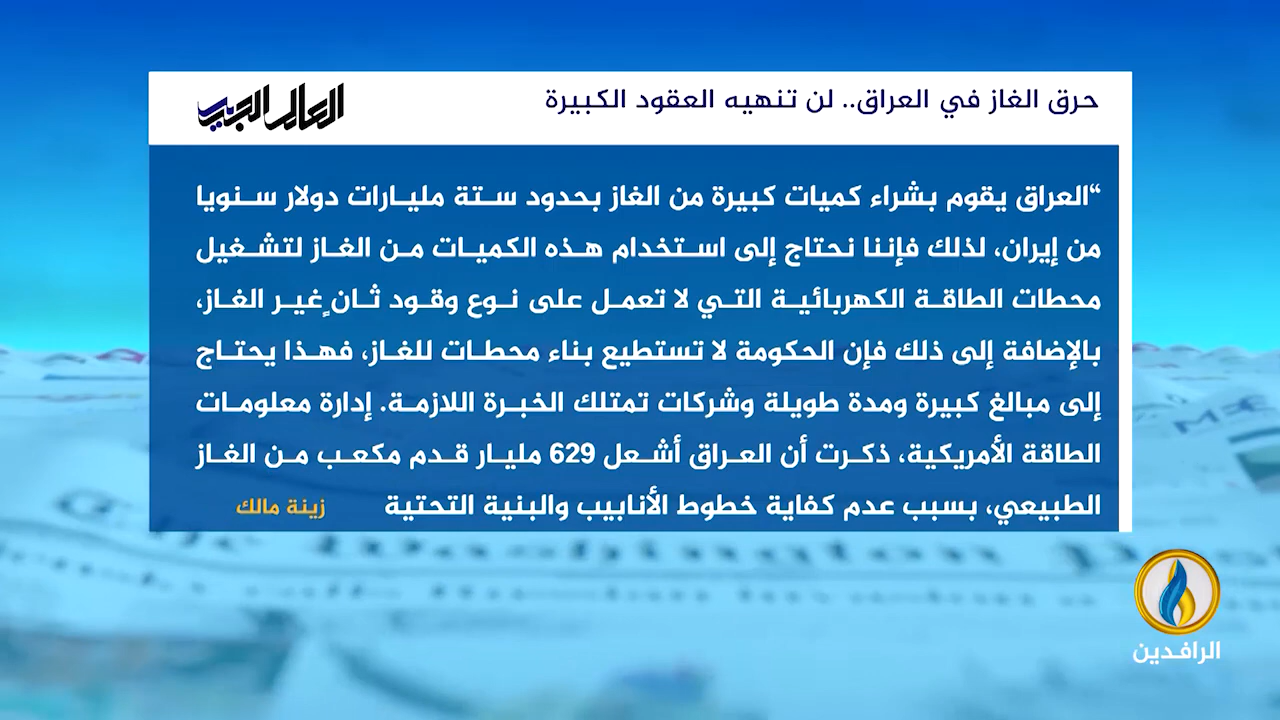 حرق الغاز في العراق.. لن تنهيه العقود الكبيرة
العالم الجديد
“العراق يقوم بشراء كميات كبيرة من الغاز بحدود ستة مليارات دولار سنويا
من إيران، لذلك فإننا نحتاج إلى استخدام هذه الكميات من الغاز لتشغيل
محطات الطاقة الكهربائية التي لا تعمل على نوع وقود ثانٍ غير الغاز،
بالإضافة إلى ذلك فإن الحكومة لا تستطيع بناء محطات للغاز، فهذا يحتاج
إلى مبالغ كبيرة ومدة طويلة وشركات تمتلك الخبرة اللازمة. إدارة معلومات
الطاقة الأمريكية، ذكرت أن العراق أشعل 629 مليار قدم مكعب من الغاز
الطبيعي، بسبب عدم كفاية خطوط الأنابيب والبنية التحتية
زينة مالك
الرافدين